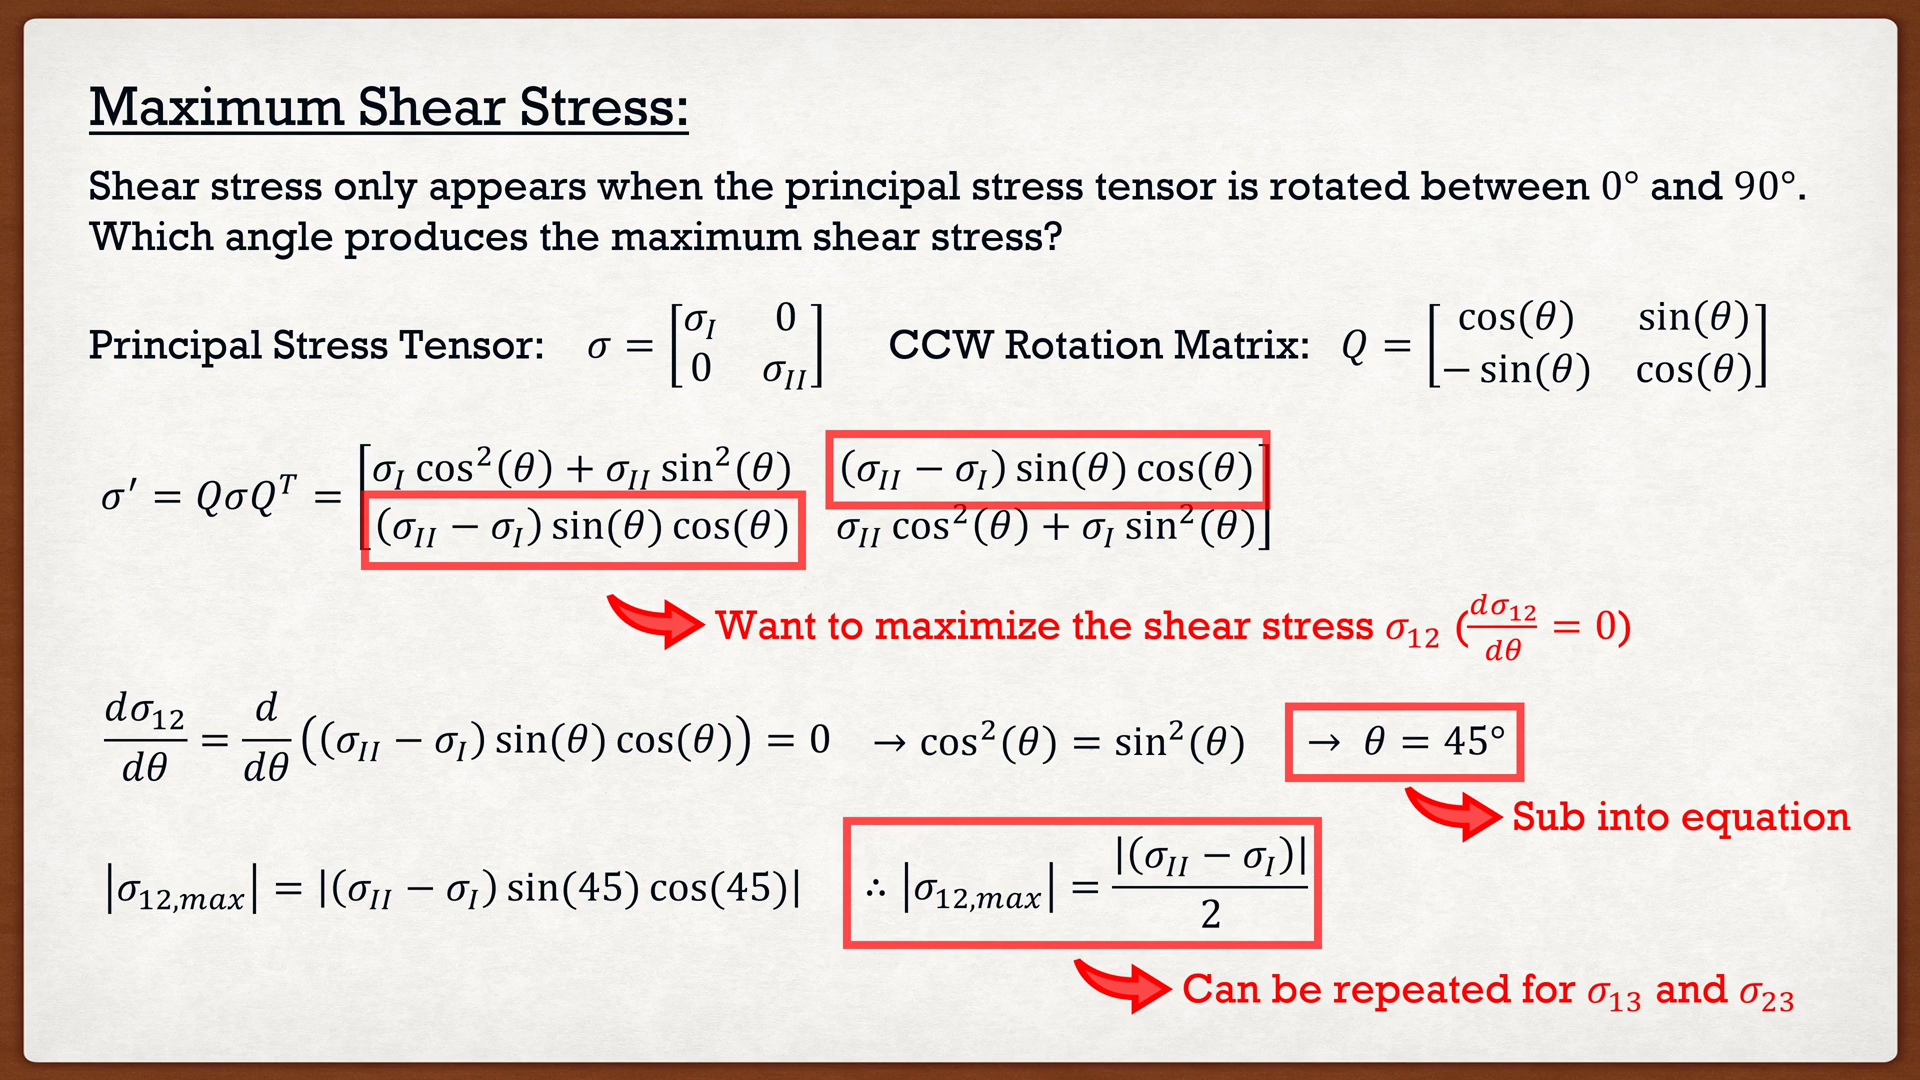 Maximum Shear Stress:
Shear stress only appears when the principal stress tensor is rotated between 0° and 90°.
Which angle produces the maximum shear stress?
Principal Stress Tensor: σ = [σ_I 0; 0 σ_II] CCW Rotation Matrix: Q = [cos(θ) sin(θ); − sin(θ) cos(θ)]
σ′ = QσQ^T = [σ_I cos²(θ) + σ_II sin²(θ) (σ_II − σ_I) sin(θ) cos(θ); (σ_II − σ_I) sin(θ) cos(θ) σ_II cos²(θ) + σ_I sin²(θ)]
Want to maximize the shear stress σ₁₂ (dσ₁₂/dθ = 0)
dσ₁₂/dθ = d/dθ ((σ_II − σ_I) sin(θ) cos(θ)) = 0 → cos²(θ) = sin²(θ) → θ = 45°
Sub into equation
|σ_12,max| = |(σ_II − σ_I) sin(45) cos(45)| ∴ |σ_12,max| = |(σ_II − σ_I)|/2
Can be repeated for σ₁₃ and σ₂₃